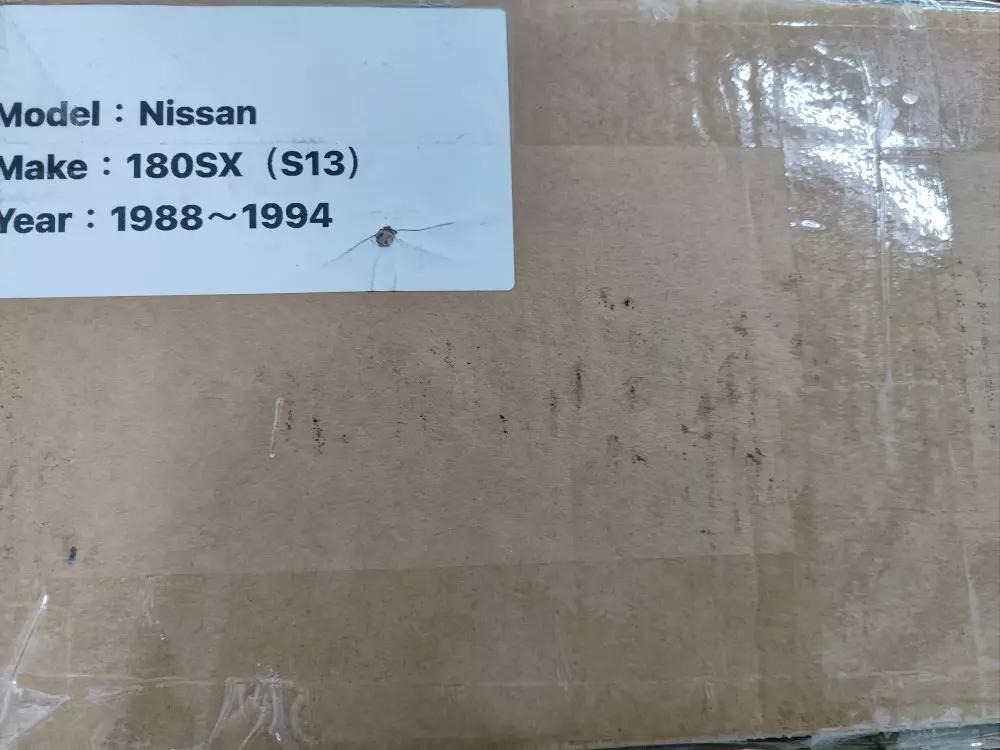 Model：Nissan
Make：180SX（S13）
Year：1988～1994